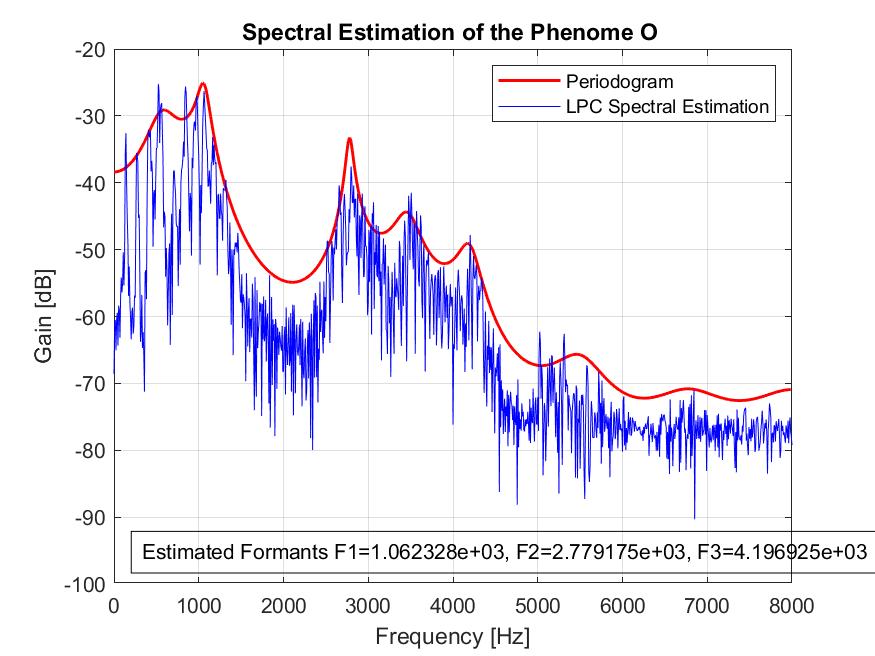 Spectral Estimation of the Phenome O
-20
-30
-40
-50
-60
-70
-80
-90
-100
Gain [dB]
Periodogram
LPC Spectral Estimation
Estimated Formants F1=1.062328e+03, F2=2.779175e+03, F3=4.196925e+03
0 1000 2000 3000 4000 5000 6000 7000 8000
Frequency [Hz]